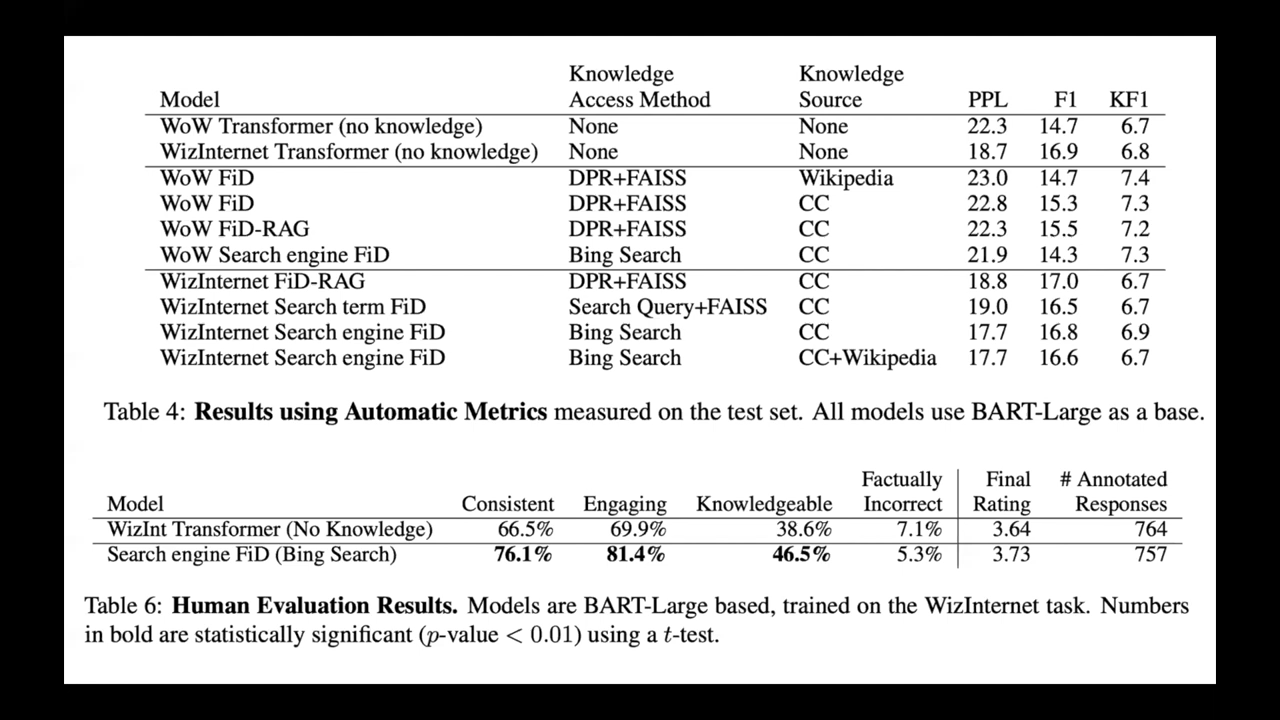 Knowledge Knowledge
Model Access Method Source PPL F1 KF1
WoW Transformer (no knowledge) None None 22.3 14.7 6.7
WizInternet Transformer (no knowledge) None None 18.7 16.9 6.8
WoW FiD DPR+FAISS Wikipedia 23.0 14.7 7.4
WoW FiD DPR+FAISS CC 22.8 15.3 7.3
WoW FiD-RAG DPR+FAISS CC 22.3 15.5 7.2
WoW Search engine FiD Bing Search CC 21.9 14.3 7.3
WizInternet FiD-RAG DPR+FAISS CC 18.8 17.0 6.7
WizInternet Search term FiD Search Query+FAISS CC 19.0 16.5 6.7
WizInternet Search engine FiD Bing Search CC 17.7 16.8 6.9
WizInternet Search engine FiD Bing Search CC+Wikipedia 17.7 16.6 6.7
Table 4: Results using Automatic Metrics measured on the test set. All models use BART-Large as a base.
Factually Final # Annotated
Model Consistent Engaging Knowledgeable Incorrect Rating Responses
WizInt Transformer (No Knowledge) 66.5% 69.9% 38.6% 7.1% 3.64 764
Search engine FiD (Bing Search) 76.1% 81.4% 46.5% 5.3% 3.73 757
Table 6: Human Evaluation Results. Models are BART-Large based, trained on the WizInternet task. Numbers
in bold are statistically significant (p-value < 0.01) using a t-test.